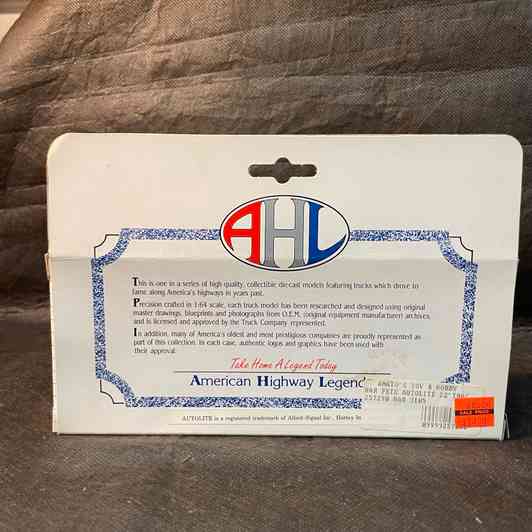 AHL
This is one in a series of high quality, collectible die-cast models featuring trucks which drove to
fame along America's highways in years past.
Precision crafted in 1:64 scale, each truck model has been researched and designed using original
master drawings, blueprints and photographs from O.E.M. (original equipment manufacturer) archives,
and is licensed and approved by the Truck Company represented.
In addition, many of America's oldest and most prestigious companies are proudly represented as
part of this collection. In each case, authentic logos and graphics have been used with
their approval.
Take Home A Legend Today
American Highway Legend
AUTOLITE is a registered trademark of Allied-Signal Inc.
TOY & HOBBY
AUTOLITE
SALE PRICE